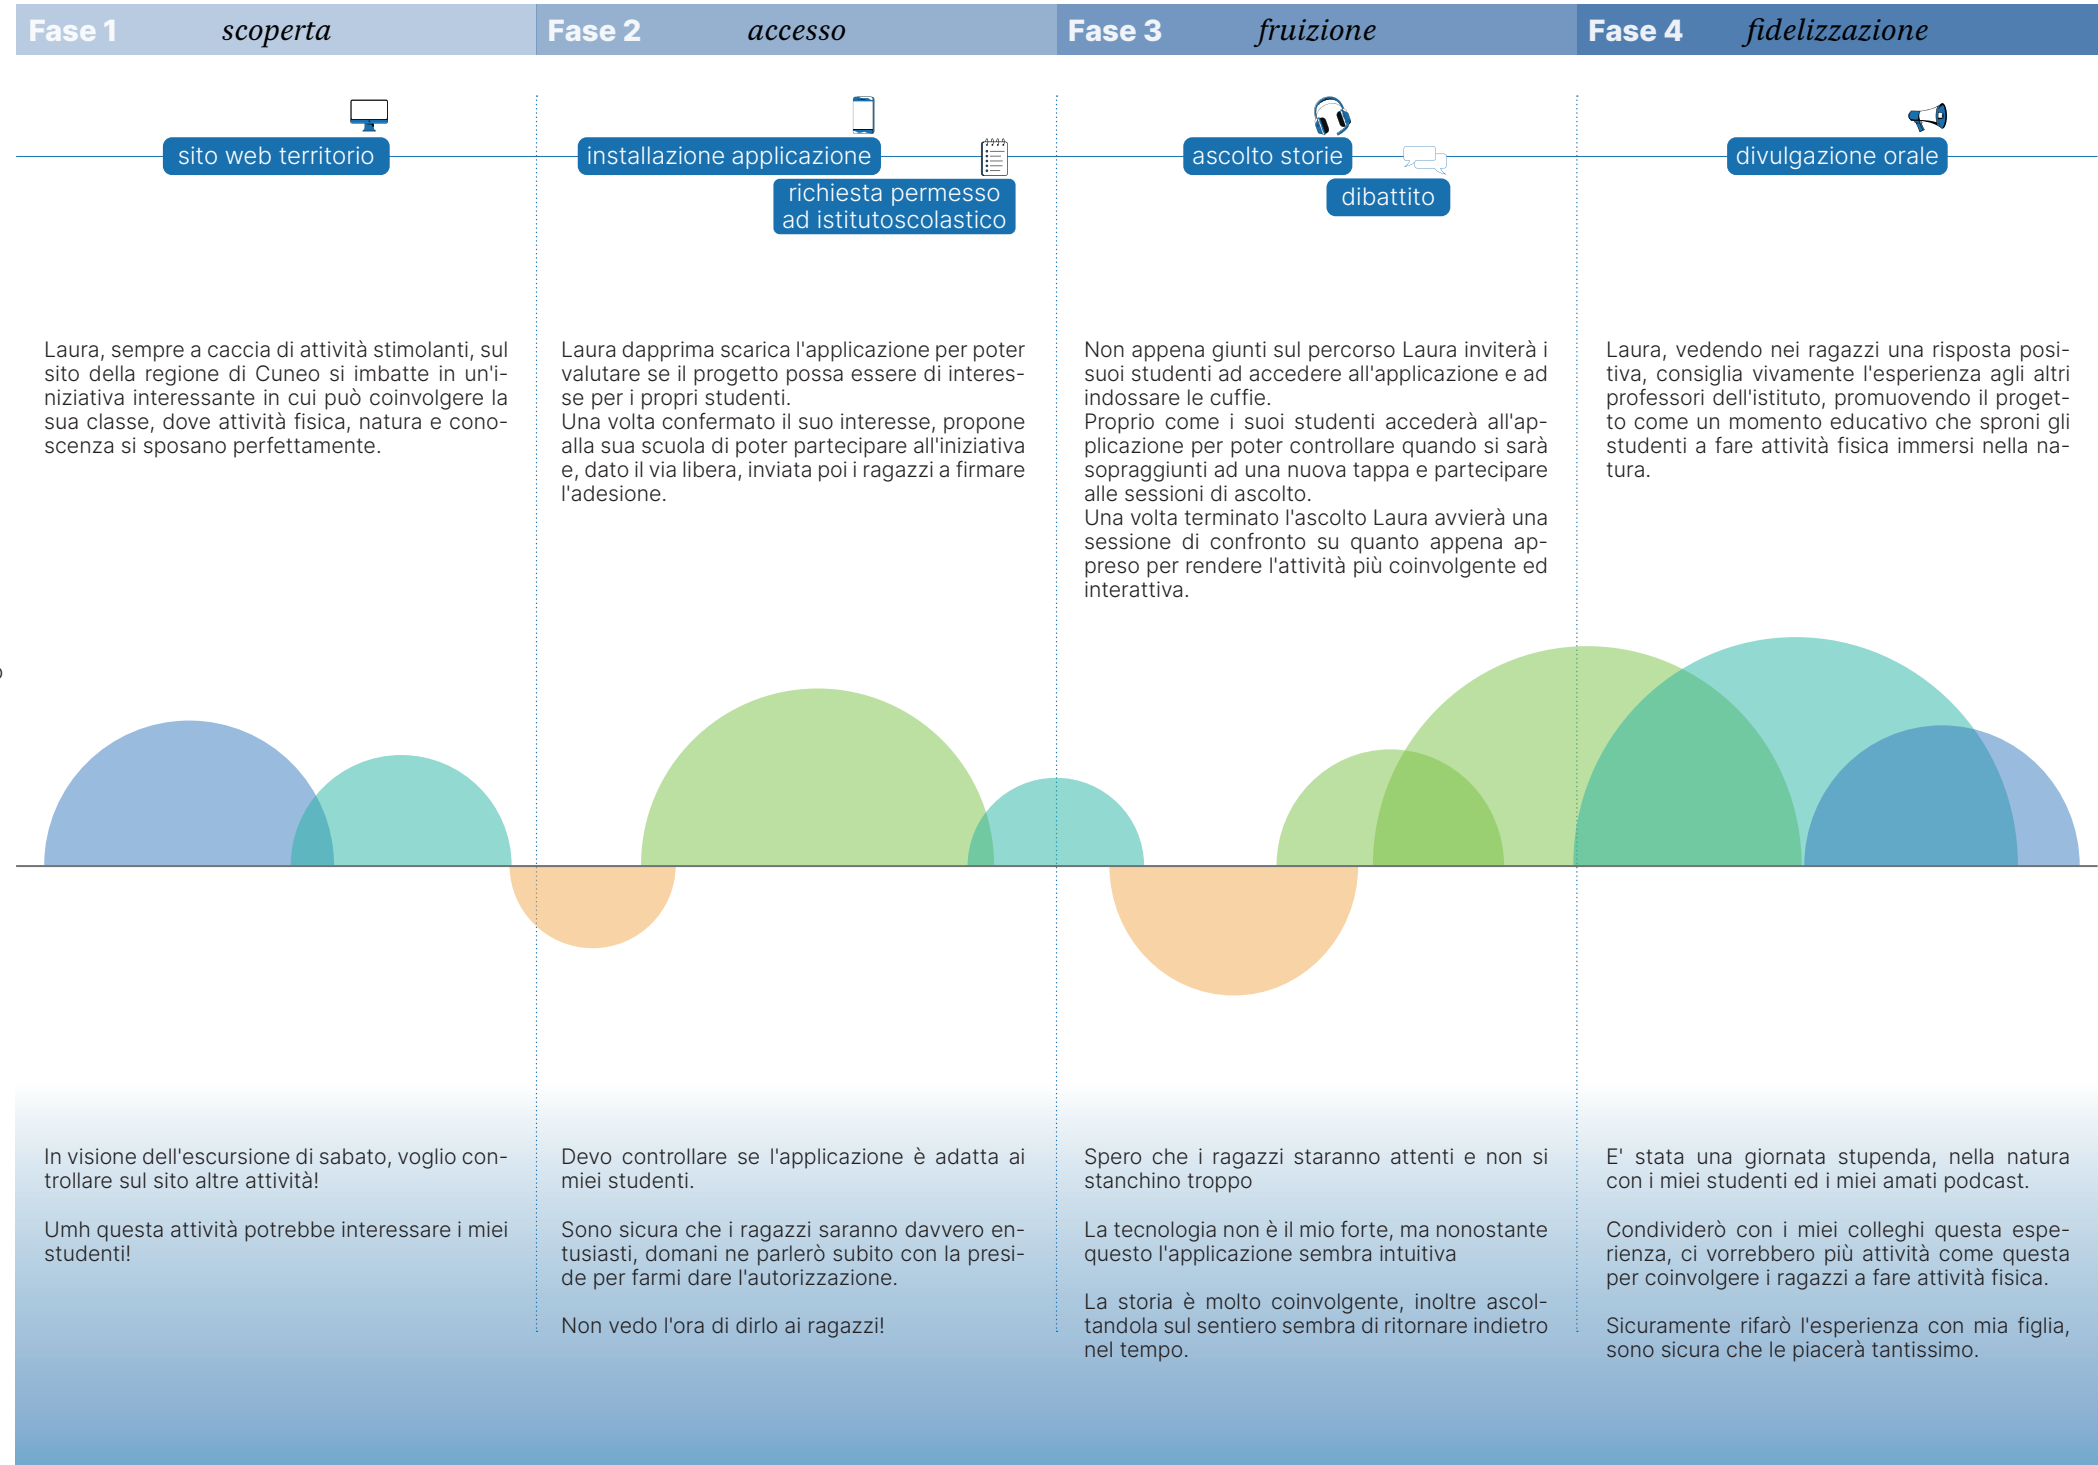 Fase 1 scoperta
Fase 2 accesso
Fase 3 fruizione
Fase 4 fidelizzazione
sito web territorio
installazione applicazione
richiesta permesso
ad istitutoscolastico
ascolto storie
dibattito
divulgazione orale
Laura, sempre a caccia di attività stimolanti, sul
sito della regione di Cuneo si imbatte in un'i-
niziativa interessante in cui può coinvolgere la
sua classe, dove attività fisica, natura e cono-
scenza si sposano perfettamente.
Laura dapprima scarica l'applicazione per poter
valutare se il progetto possa essere di interes-
se per i propri studenti.
Una volta confermato il suo interesse, propone
alla sua scuola di poter partecipare all'iniziativa
e, dato il via libera, inviata poi i ragazzi a firmare
l'adesione.
Non appena giunti sul percorso Laura inviterà i
suoi studenti ad accedere all'applicazione e ad
indossare le cuffie.
Proprio come i suoi studenti accederà all'ap-
plicazione per poter controllare quando si sarà
sopraggiunti ad una nuova tappa e partecipare
alle sessioni di ascolto.
Una volta terminato l'ascolto Laura avvierà una
sessione di confronto su quanto appena ap-
preso per rendere l'attività più coinvolgente ed
interattiva.
Laura, vedendo nei ragazzi una risposta posi-
tiva, consiglia vivamente l'esperienza agli altri
professori dell'istituto, promuovendo il proget-
to come un momento educativo che sproni gli
studenti a fare attività fisica immersi nella na-
tura.
In visione dell'escursione di sabato, voglio con-
trollare sul sito altre attività!
Umh questa attività potrebbe interessare i miei
studenti!
Devo controllare se l'applicazione è adatta ai
miei studenti.
Sono sicura che i ragazzi saranno davvero en-
tusiasti, domani ne parlerò subito con la presi-
de per farmi dare l'autorizzazione.
Non vedo l'ora di dirlo ai ragazzi!
Spero che i ragazzi staranno attenti e non si
stanchino troppo
La tecnologia non è il mio forte, ma nonostante
questo l'applicazione sembra intuitiva
La storia è molto coinvolgente, inoltre ascol-
tandola sul sentiero sembra di ritornare indietro
nel tempo.
E' stata una giornata stupenda, nella natura
con i miei studenti ed i miei amati podcast.
Condividerò con i miei colleghi questa espe-
rienza, ci vorrebbero più attività come questa
per coinvolgere i ragazzi a fare attività fisica.
Sicuramente rifarò l'esperienza con mia figlia,
sono sicura che le piacerà tantissimo.